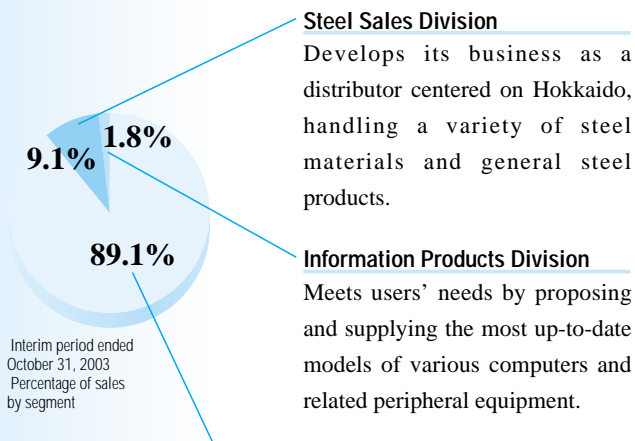 Steel Sales Division
Develops its business as a
distributor centered on Hokkaido,
handling a variety of steel
materials and general steel
products.
1.8%
9.1%
89.1%
Information Products Division
Meets users’ needs by proposing
and supplying the most up-to-date
models of various computers and
related peripheral equipment.
Interim period ended
October 31, 2003
Percentage of sales
by segment